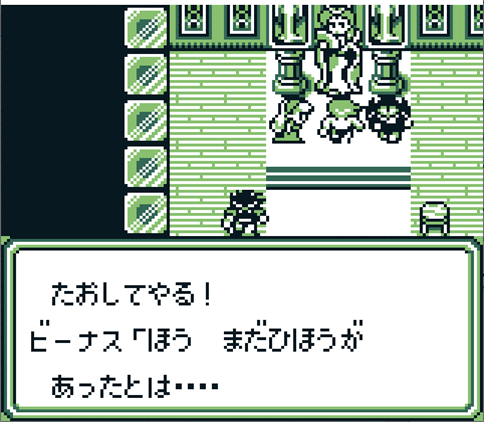 たおしてやる!
ビーナス「ほう　まだひほうが
あったとは‥‥